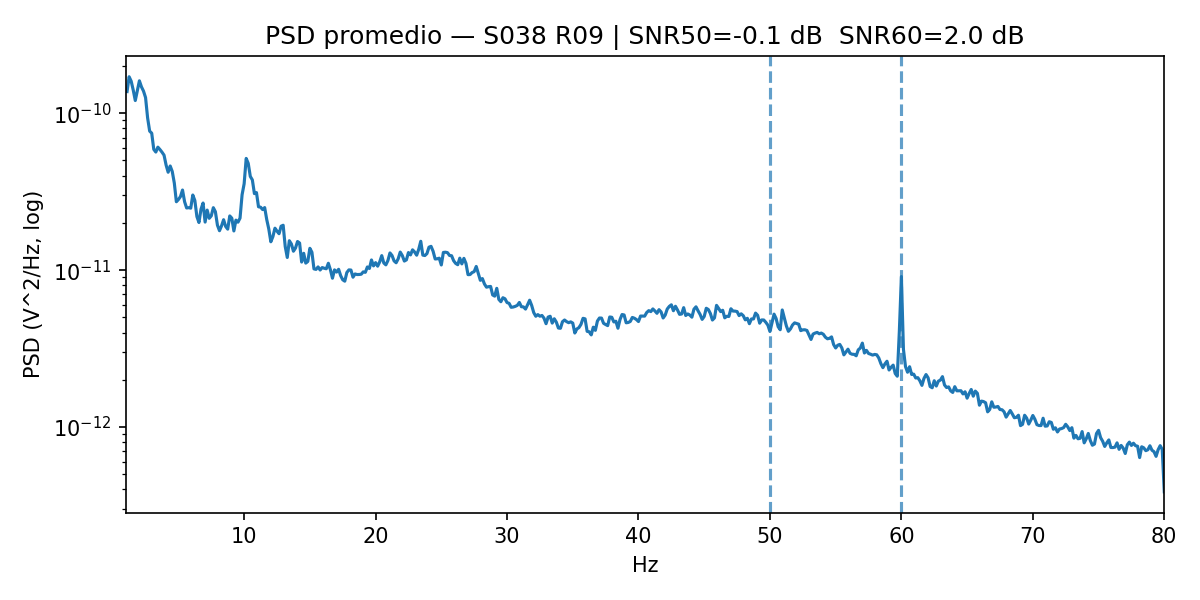 PSD promedio — S038 R09 | SNR50=-0.1 dB  SNR60=2.0 dB
PSD (V^2/Hz, log)
10⁻¹⁰
10⁻¹¹
10⁻¹²
10 20 30 40 50 60 70 80
Hz